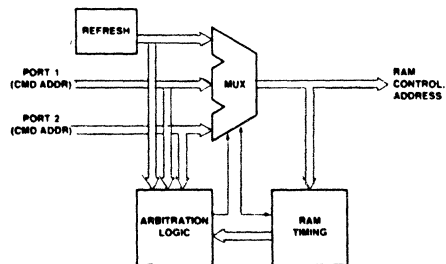 REFRESH
PORT 1
(CMD ADDR)
MUX
RAM
CONTROL,
ADDRESS
PORT 2
(CMD ADDR)
ARBITRATION
LOGIC
RAM
TIMING